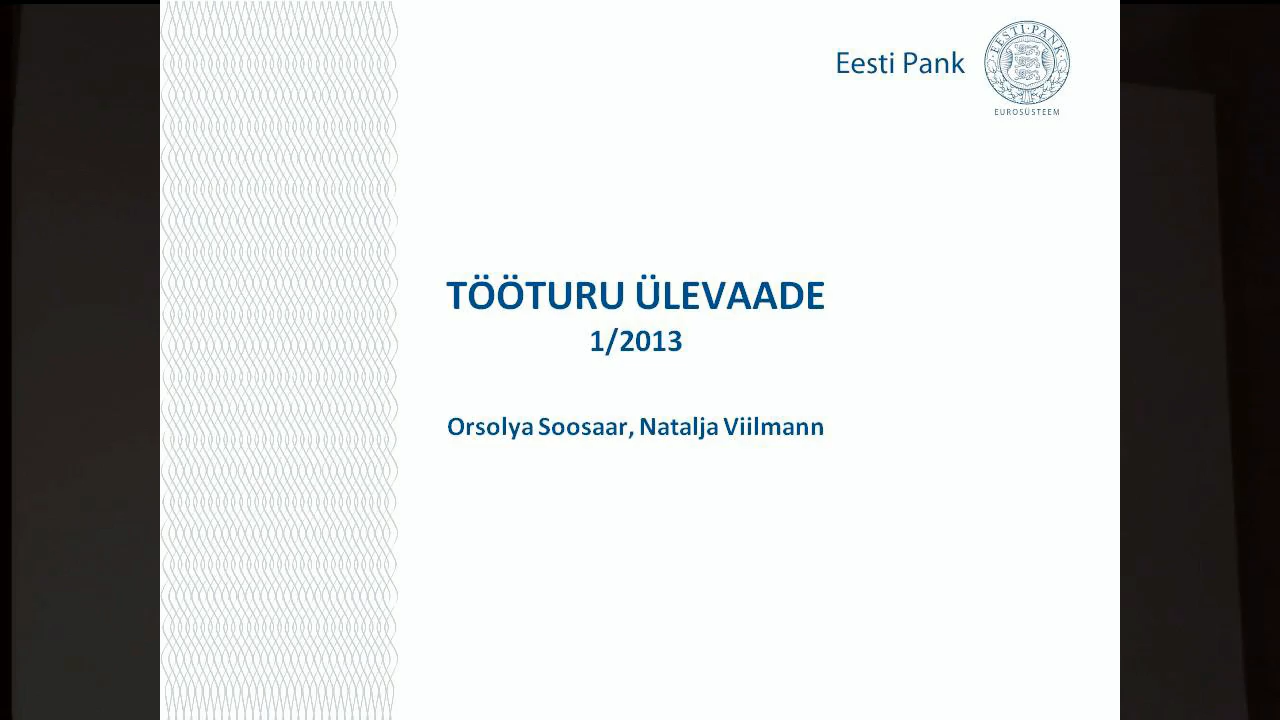 Eesti Pank
EESTI·PANK
EUROSÜSTEEM
TÖÖTURU ÜLEVAADE
1/2013
Orsolya Soosaar, Natalja Viilmann